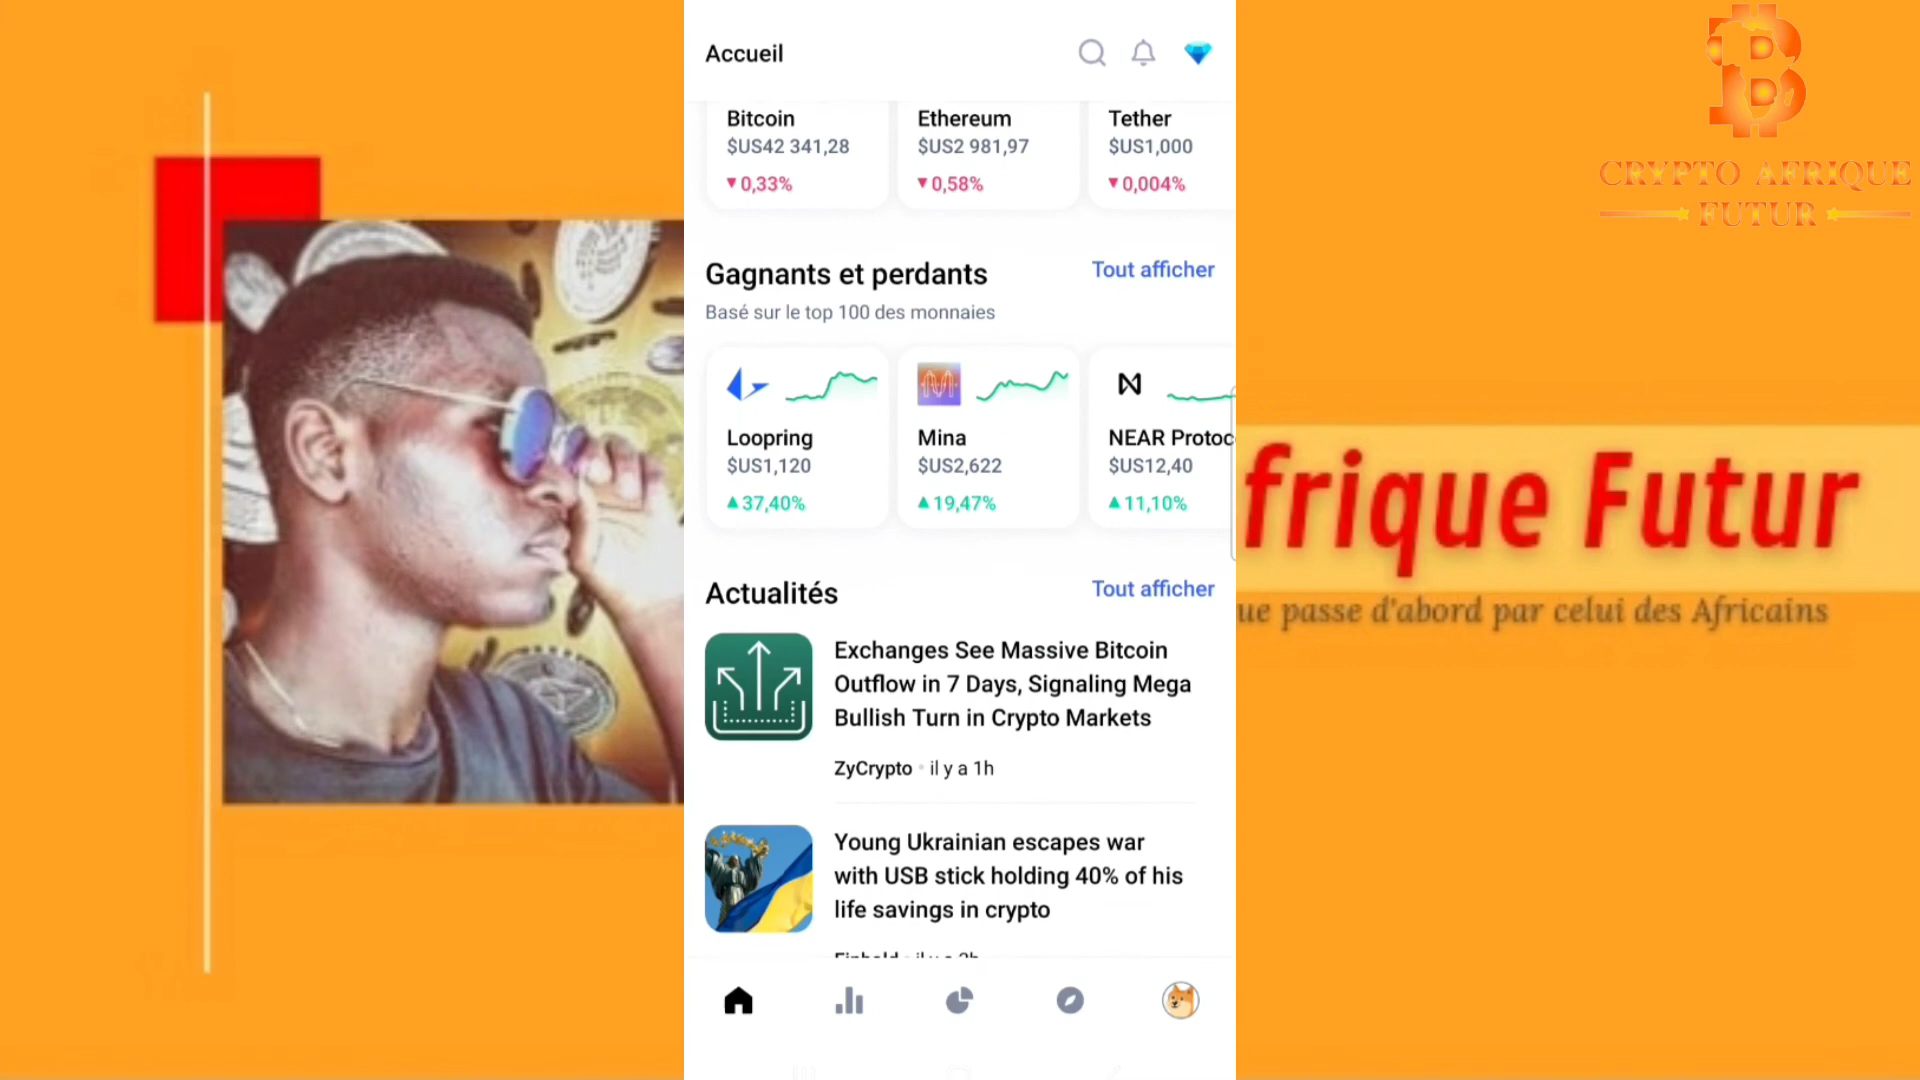 Accueil
Bitcoin
$US42 341,28
▼0,33%
Ethereum
$US2 981,97
▼0,58%
Tether
$US1,000
▼0,004%
Gagnants et perdants
Tout afficher
Basé sur le top 100 des monnaies
Loopring
$US1,120
▲37,40%
Mina
$US2,622
▲19,47%
NEAR Protoc
$US12,40
▲11,10%
Actualités
Tout afficher
Exchanges See Massive Bitcoin
Outflow in 7 Days, Signaling Mega
Bullish Turn in Crypto Markets
ZyCrypto • il y a 1h
Young Ukrainian escapes war
with USB stick holding 40% of his
life savings in crypto
CRYPTO AFRIQUE
FUTUR
frique Futur
ue passe d'abord par celui des Africains